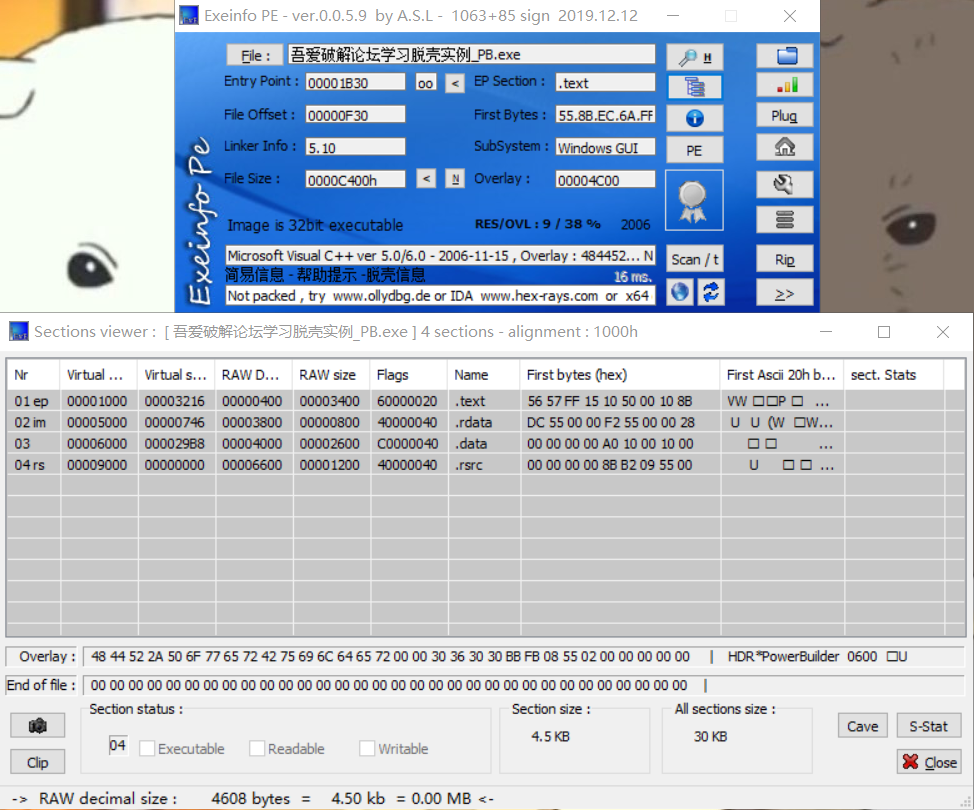 Exeinfo PE - ver.0.0.5.9 by A.S.L - 1063+85 sign 2019.12.12
File : 吾爱破解论坛学习脱壳实例_PB.exe H
Entry Point : 00001B30 oo < EP Section : .text
File Offset : 00000F30 First Bytes : 55.8B.EC.6A.FF Plug
Linker Info : 5.10 SubSystem : Windows GUI PE
File Size : 0000C400h < N Overlay : 00004C00
Image is 32bit executable RES/OVL : 9 / 38 % 2006
Exeinfo Pe
Microsoft Visual C++ ver 5.0/6.0 - 2006-11-15 , Overlay : 484452... N Scan / t Rip
简易信息 - 帮助提示 -脱壳信息 16 ms.
Not packed , try www.ollydbg.de or IDA www.hex-rays.com or x64 >>
Sections viewer : [ 吾爱破解论坛学习脱壳实例_PB.exe ] 4 sections - alignment : 1000h
Nr Virtual ... Virtual s... RAW D... RAW size Flags Name First bytes (hex) First Ascii 20h b... sect. Stats
01 ep 00001000 00003216 00000400 00003400 60000020 .text 56 57 FF 15 10 50 00 10 8B VW □□P □ ...
02 im 00005000 00000746 00003800 00000800 40000040 .rdata DC 55 00 00 F2 55 00 00 28 U U (W □W...
03 00006000 000029B8 00004000 00002600 C0000040 .data 00 00 00 00 A0 10 00 10 00 □ □ ...
04 rs 00009000 00000000 00006600 00001200 40000040 .rsrc 00 00 00 00 8B B2 09 55 00 U □ □ ...
Overlay : 48 44 52 2A 50 6F 77 65 72 42 75 69 6C 64 65 72 00 00 30 36 30 30 BB FB 08 55 02 00 00 00 00 00 | HDR*PowerBuilder 0600 □U
End of file : 00 00 00 00 00 00 00 00 00 00 00 00 00 00 00 00 00 00 00 00 00 00 00 00 00 00 00 00 00 00 00 00 |
Section status : Section size : All sections size :
04 Executable Readable Writable 4.5 KB 30 KB Cave S-Stat
Clip Close
-> RAW decimal size : 4608 bytes = 4.50 kb = 0.00 MB <-